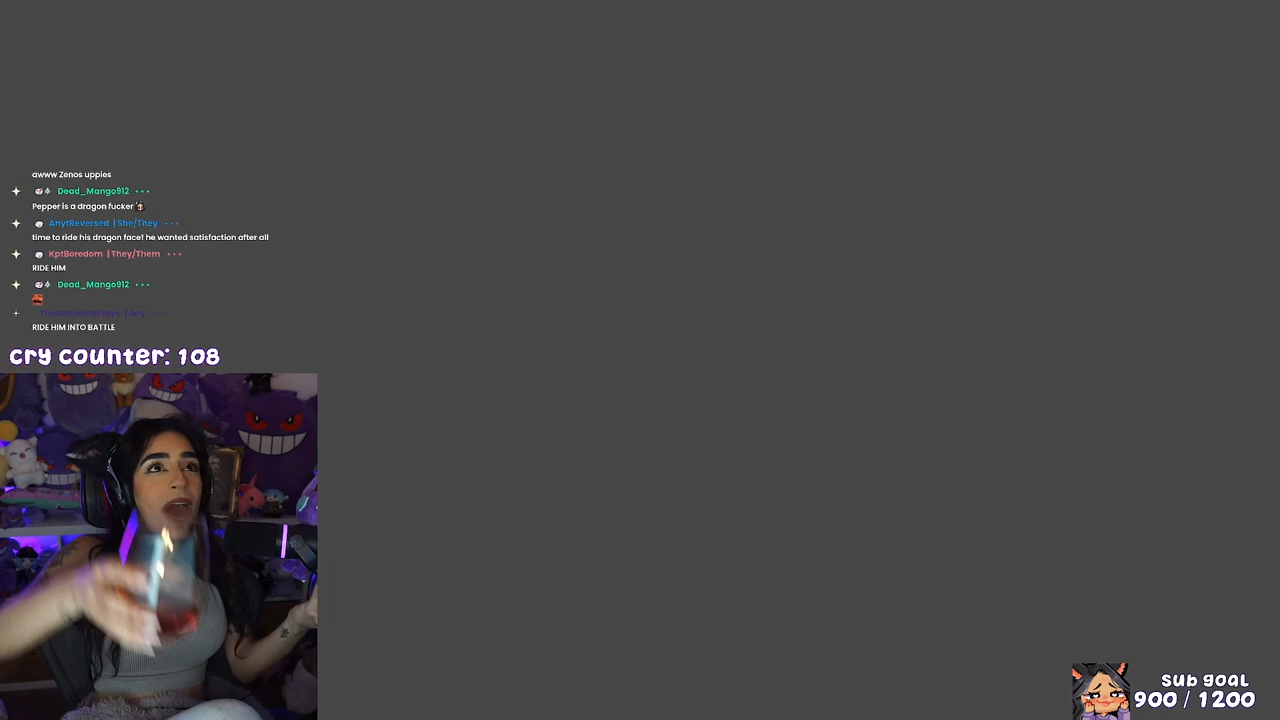 awww Zenos uppies
Dead_Mango912
Pepper is a dragon fucker
AnytReversed | She/They
time to ride his dragon face! he wanted satisfaction after all
KptBoredom | They/Them
RIDE HIM
Dead_Mango912
TheGameShePlays | Any
RIDE HIM INTO BATTLE
cry counter: 108
sub goal
900 / 1200